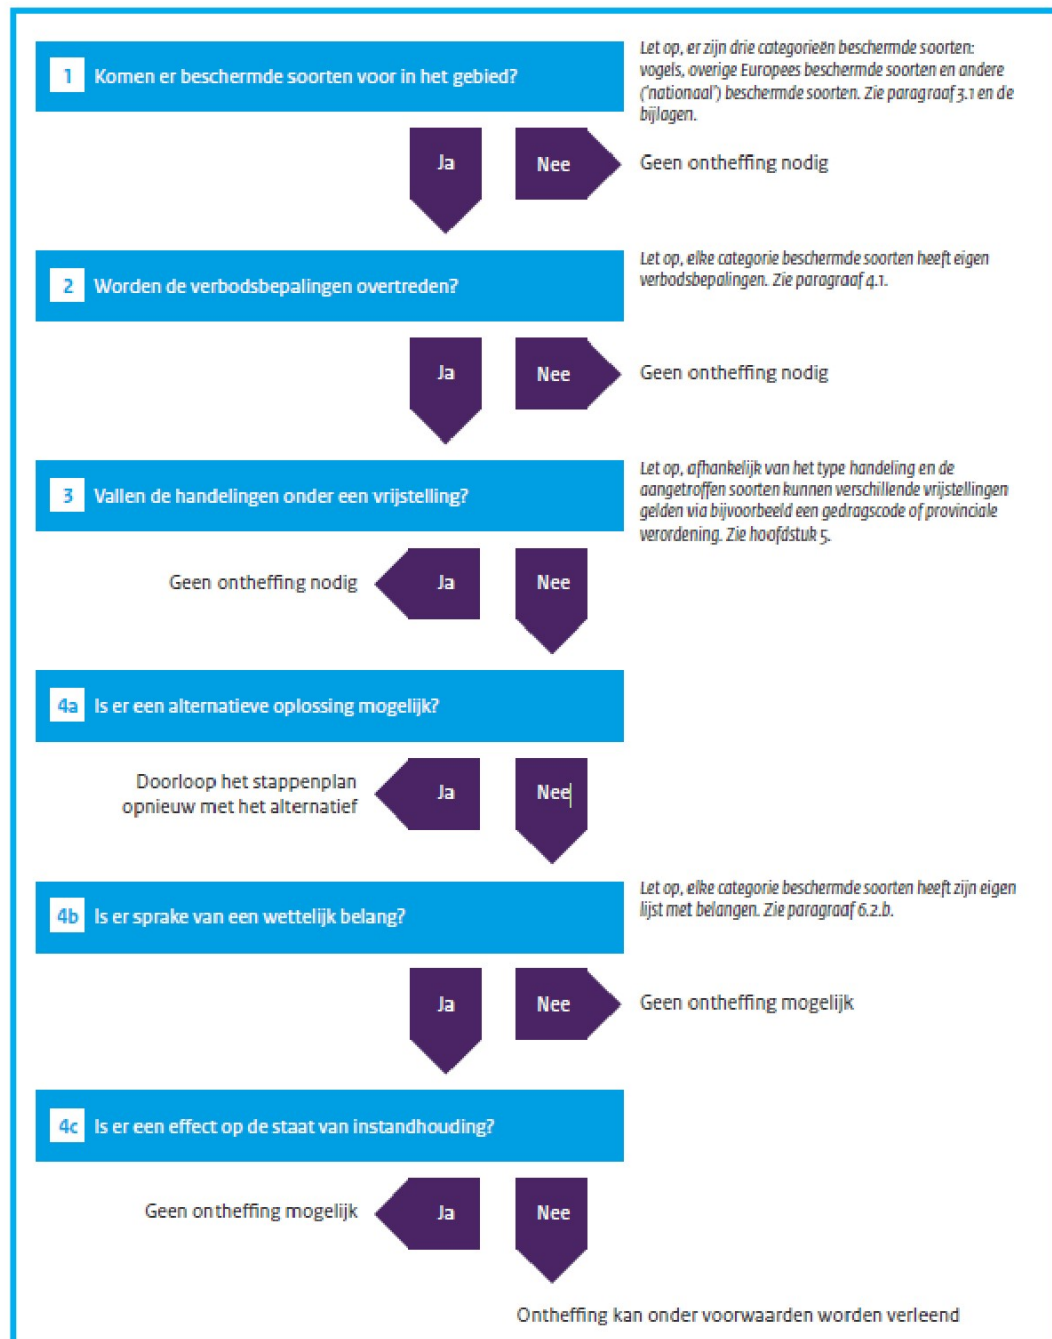 1 Komen er beschermde soorten voor in het gebied?
Let op, er zijn drie categorieën beschermde soorten:
vogels, overige Europees beschermde soorten en andere
('nationaal') beschermde soorten. Zie paragraaf 3.1 en de
bijlagen.
Ja
Nee
Geen ontheffing nodig
2 Worden de verbodsbepalingen overtreden?
Let op, elke categorie beschermde soorten heeft eigen
verbodsbepalingen. Zie paragraaf 4.1.
Ja
Nee
Geen ontheffing nodig
3 Vallen de handelingen onder een vrijstelling?
Let op, afhankelijk van het type handeling en de
aangetroffen soorten kunnen verschillende vrijstellingen
gelden via bijvoorbeeld een gedragscode of provinciale
verordening. Zie hoofdstuk 5.
Geen ontheffing nodig
Ja
Nee
4a Is er een alternatieve oplossing mogelijk?
Doorloop het stappenplan
opnieuw met het alternatief
Ja
Nee
4b Is er sprake van een wettelijk belang?
Let op, elke categorie beschermde soorten heeft zijn eigen
lijst met belangen. Zie paragraaf 6.2.b.
Ja
Nee
Geen ontheffing mogelijk
4c Is er een effect op de staat van instandhouding?
Geen ontheffing mogelijk
Ja
Nee
Ontheffing kan onder voorwaarden worden verleend